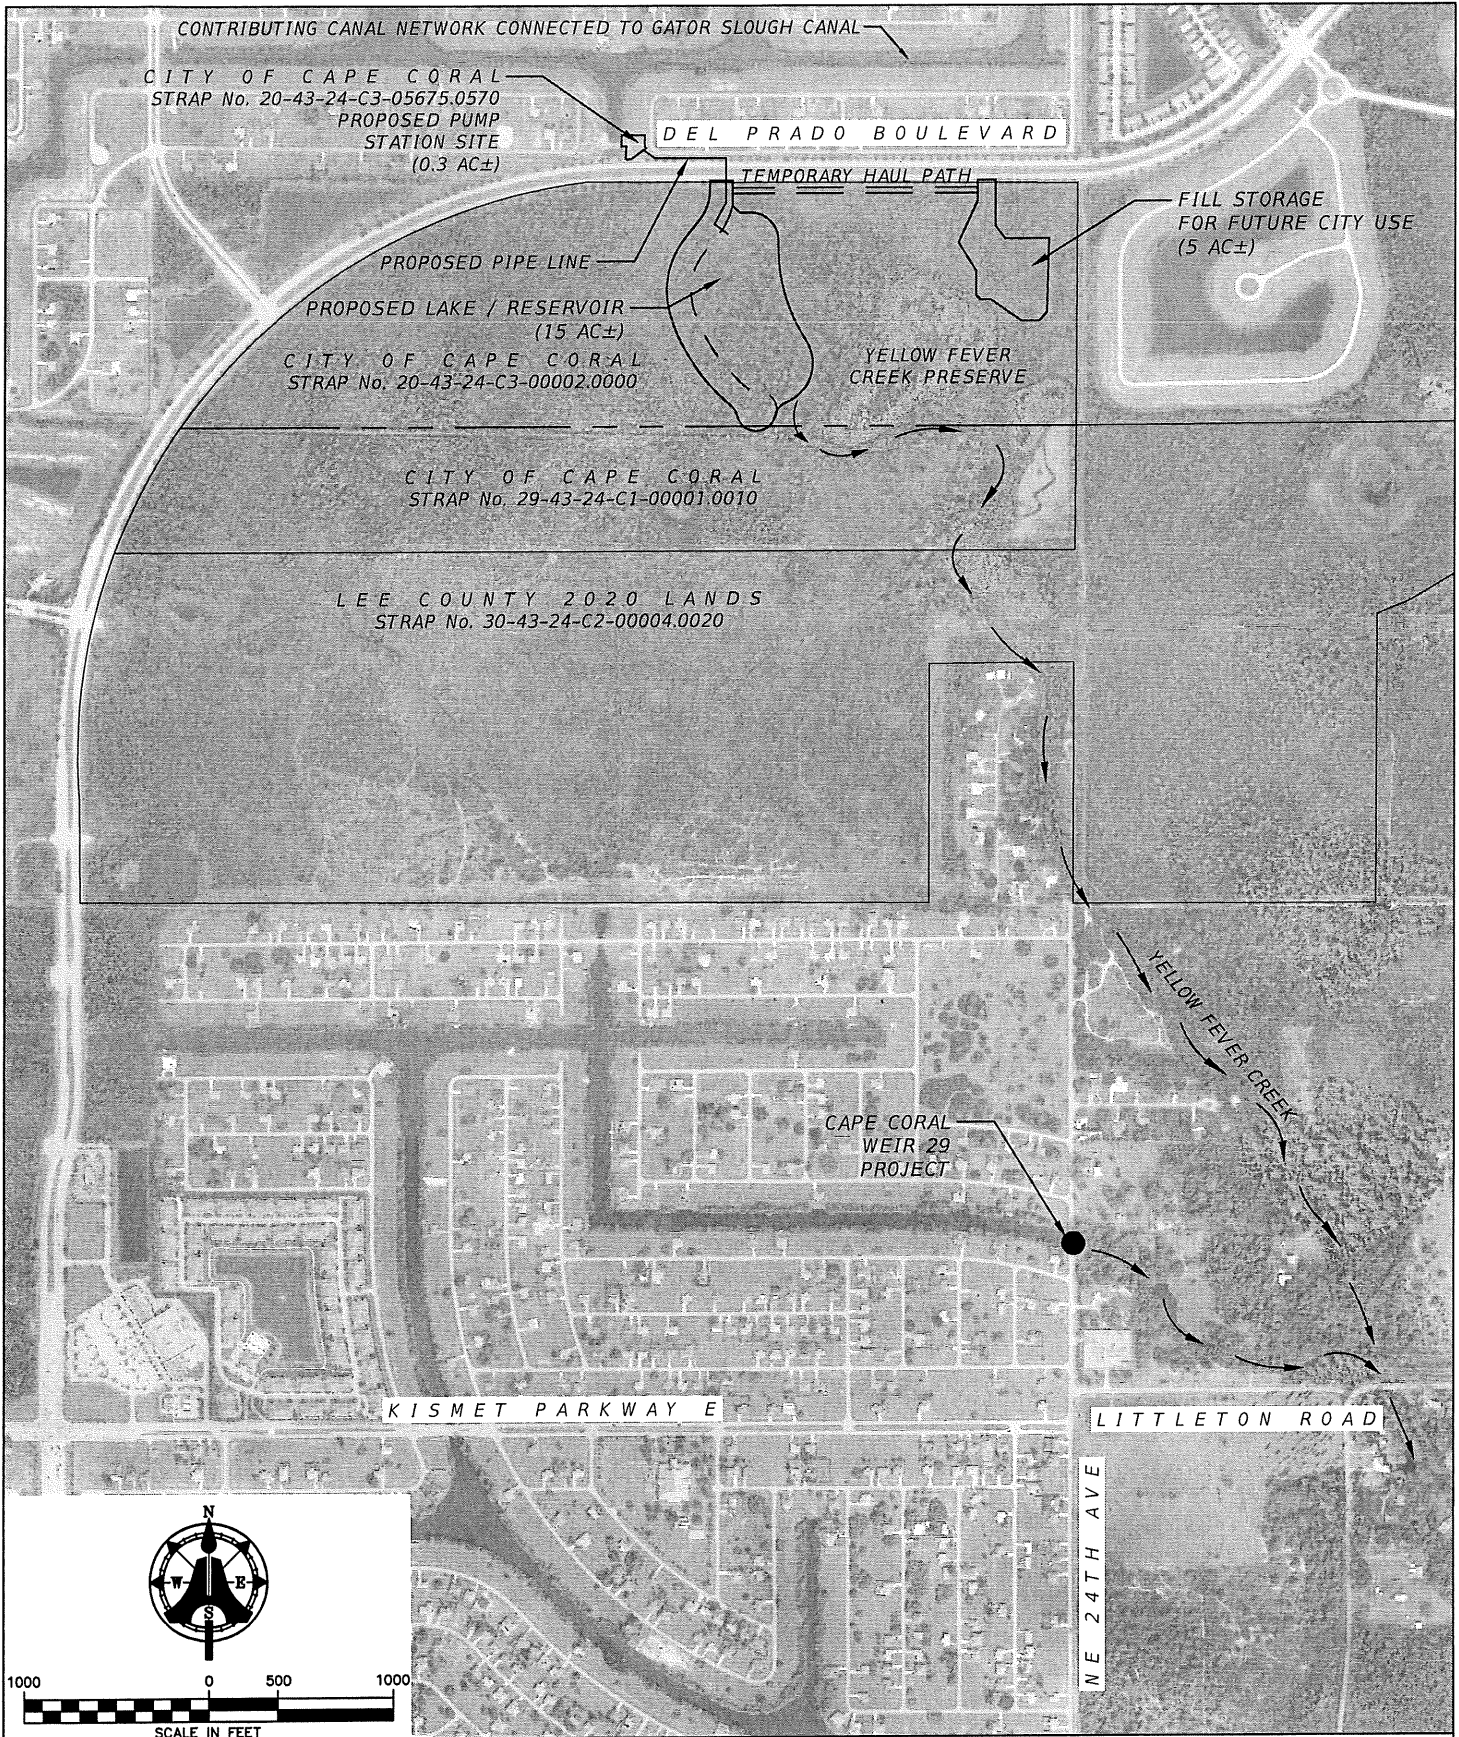 CONTRIBUTING CANAL NETWORK CONNECTED TO GATOR SLOUGH CANAL
CITY OF CAPE CORAL
STRAP No. 20-43-24-C3-05675.0570
PROPOSED PUMP
STATION SITE
(0.3 AC±)
DEL PRADO BOULEVARD
TEMPORARY HAUL PATH
FILL STORAGE
FOR FUTURE CITY USE
(5 AC±)
PROPOSED PIPE LINE
PROPOSED LAKE / RESERVOIR
(15 AC±)
CITY OF CAPE CORAL
STRAP No. 20-43-24-C3-00002.0000
YELLOW FEVER
CREEK PRESERVE
CITY OF CAPE CORAL
STRAP No. 29-43-24-C1-00001.0010
LEE COUNTY 2020 LANDS
STRAP No. 30-43-24-C2-00004.0020
YELLOW FEVER CREEK
CAPE CORAL
WEIR 29
PROJECT
KISMET PARKWAY E
LITTLETON ROAD
NE 24TH AVE
N
W E
S
1000 0 500 1000
SCALE IN FEET